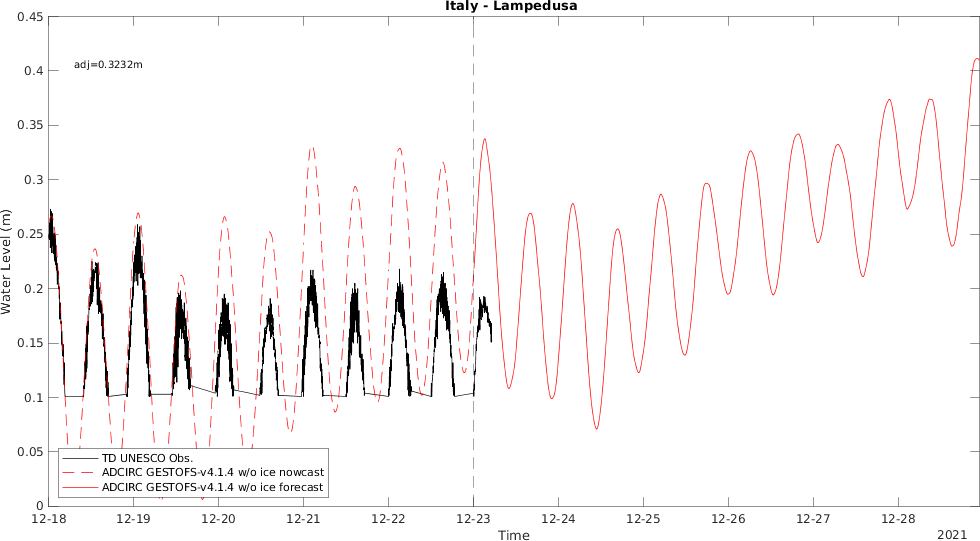 Italy - Lampedusa
0.45
adj=0.3232m
0.4
0.35
0.3
0.25
0.2
0.15
0.1
0.05
0
Water Level (m)
TD UNESCO Obs.
ADCIRC GESTOFS-v4.1.4 w/o ice nowcast
ADCIRC GESTOFS-v4.1.4 w/o ice forecast
12-18 12-19 12-20 12-21 12-22 12-23 12-24 12-25 12-26 12-27 12-28
Time
2021